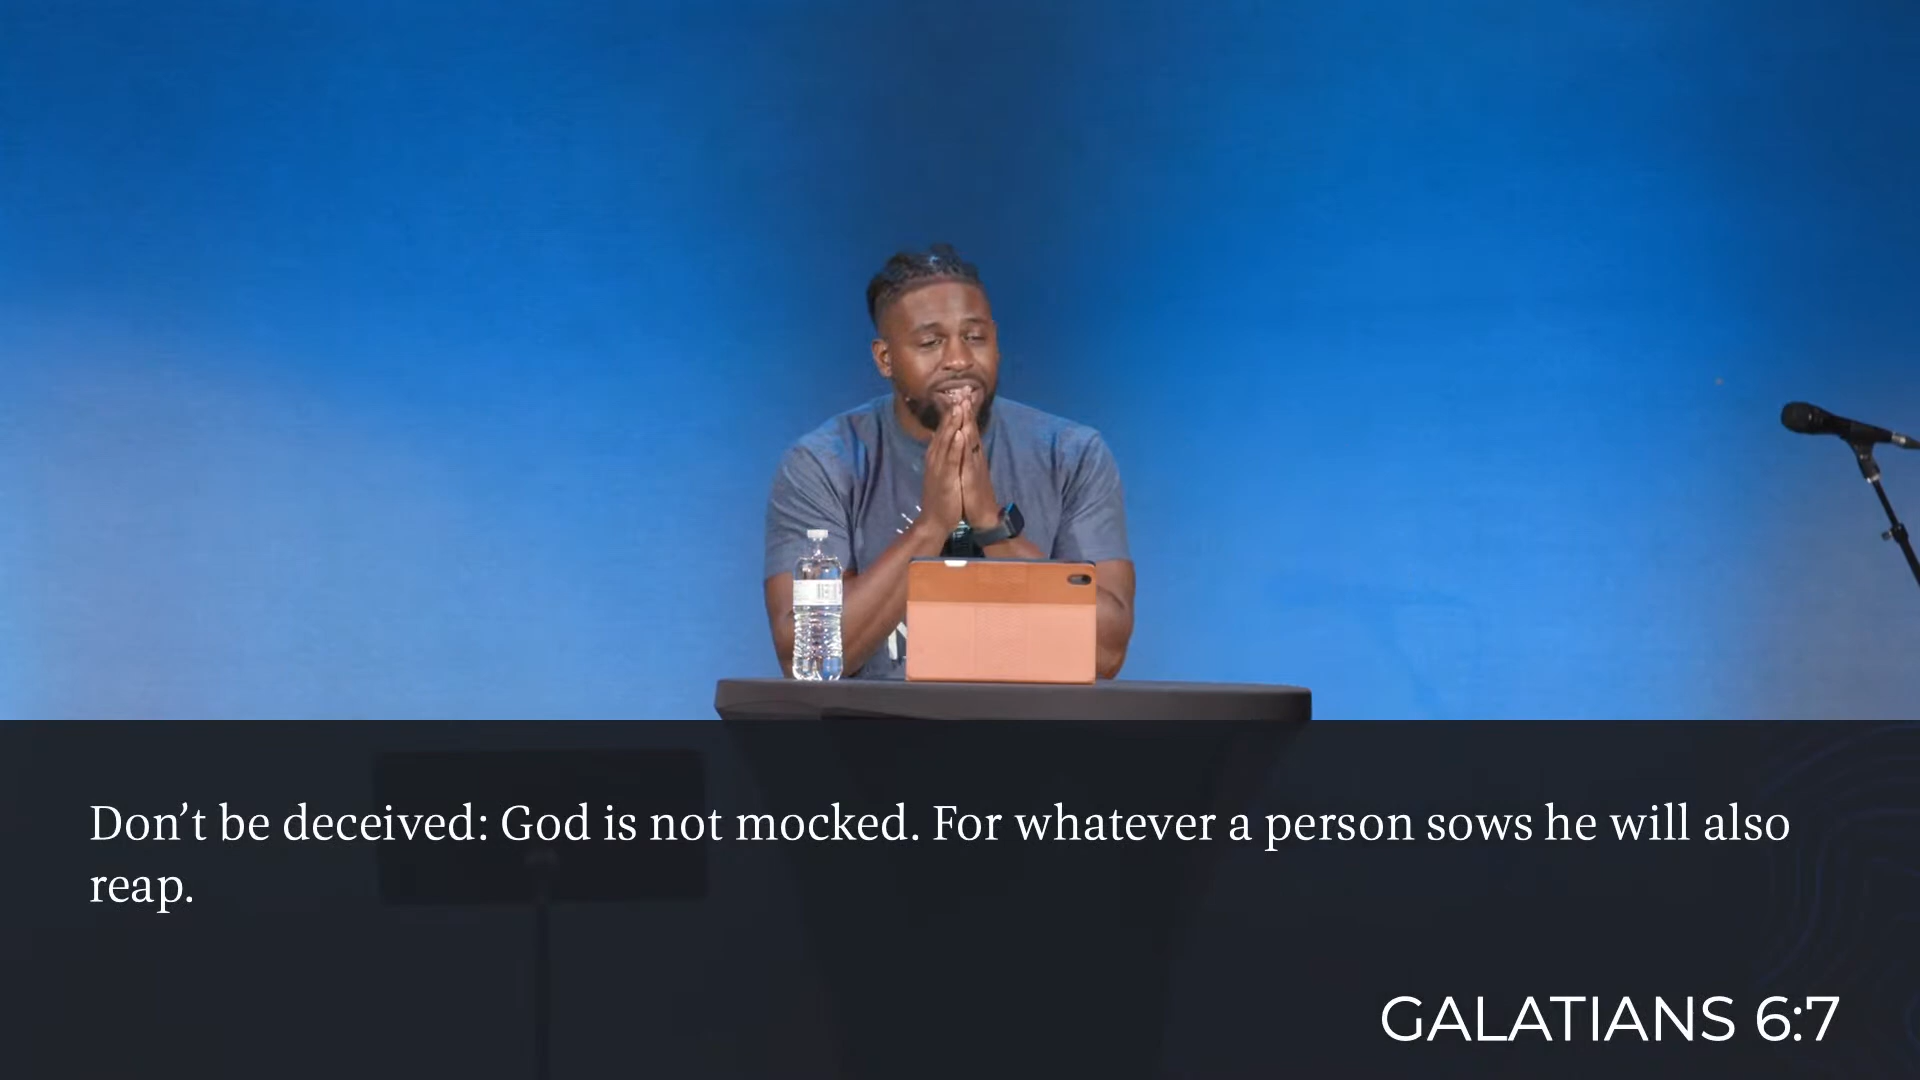 Don’t be deceived: God is not mocked. For whatever a person sows he will also
reap.
GALATIANS 6:7